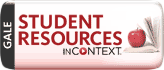 GALE
STUDENT
RESOURCES
IN CONTEXT